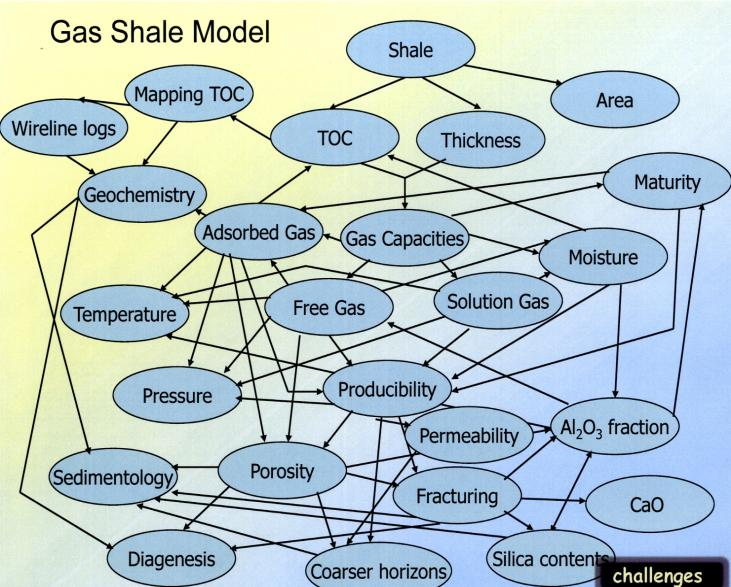 Gas Shale Model
Shale
Mapping TOC
Area
Wireline logs
TOC
Thickness
Geochemistry
Maturity
Adsorbed Gas
Gas Capacities
Moisture
Temperature
Free Gas
Solution Gas
Pressure
Producibility
Permeability
Al₂O₃ fraction
Sedimentology
Porosity
Fracturing
CaO
Diagenesis
Coarser horizons
Silica contents
challenges